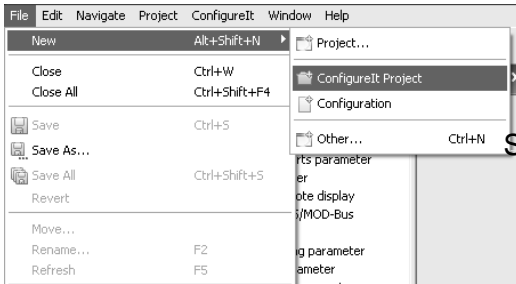 File Edit Navigate Project ConfigureIt Window Help
New Alt+Shift+N
Project...
Close Ctrl+W
ConfigureIt Project
Close All Ctrl+Shift+F4
Configuration
Save Ctrl+S
Other... Ctrl+N
S
Save As...
rts parameter
Save All Ctrl+Shift+S
er
Revert
ote display
/MOD-Bus
Move...
Rename... F2
ng parameter
Refresh F5
ameter